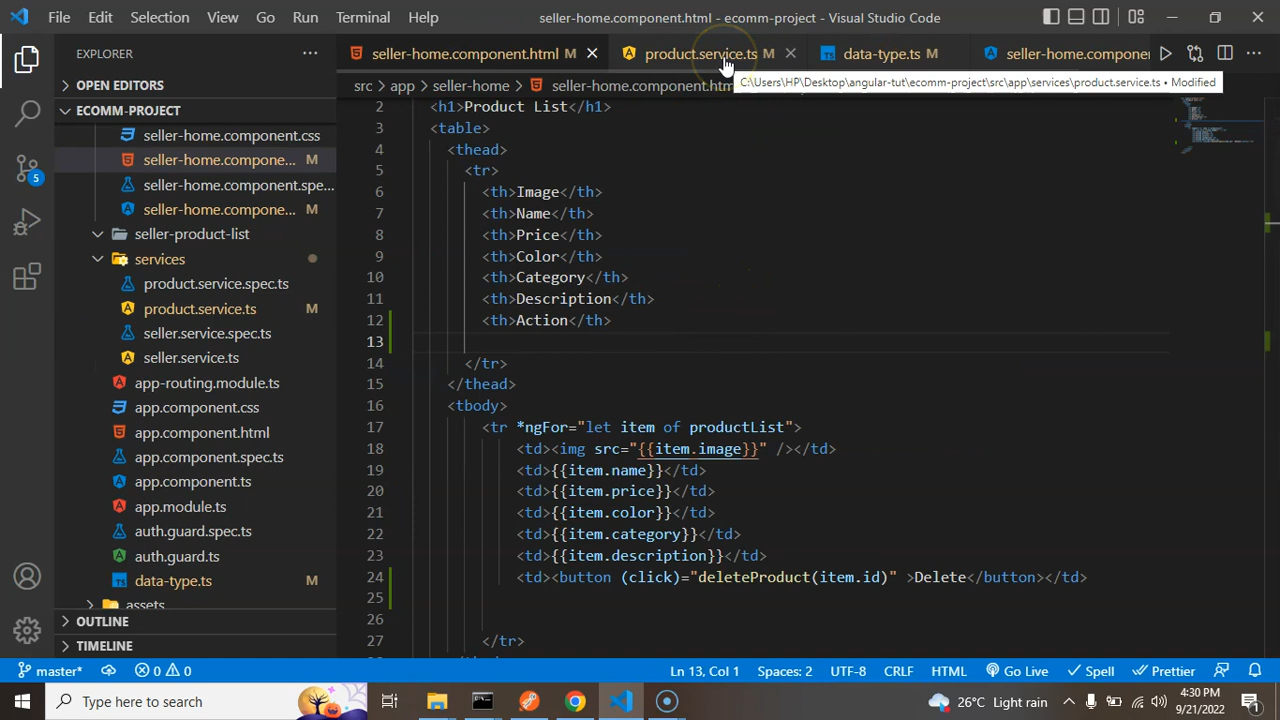 File Edit Selection View Go Run Terminal Help seller-home.component.html - ecomm-project - Visual Studio Code
EXPLORER
seller-home.component.html M
product.service.ts M
data-type.ts M
seller-home.componen
C:\Users\HP\Desktop\angular-tut\ecomm-project\src\app\services\product.service.ts • Modified
src > app > seller-home > seller-home.component.htm
OPEN EDITORS
ECOMM-PROJECT
seller-home.component.css
seller-home.compone... M
seller-home.component.spe...
seller-home.compone... M
seller-product-list
services
product.service.spec.ts
product.service.ts M
seller.service.spec.ts
seller.service.ts
app-routing.module.ts
app.component.css
app.component.html
app.component.spec.ts
app.component.ts
app.module.ts
auth.guard.spec.ts
auth.guard.ts
data-type.ts M
assets
OUTLINE
TIMELINE
5
2 <h1>Product List</h1>
3 <table>
4 <thead>
5 <tr>
6 <th>Image</th>
7 <th>Name</th>
8 <th>Price</th>
9 <th>Color</th>
10 <th>Category</th>
11 <th>Description</th>
12 <th>Action</th>
13
14 </tr>
15 </thead>
16 <tbody>
17 <tr *ngFor="let item of productList">
18 <td><img src="{{item.image}}" /></td>
19 <td>{{item.name}}</td>
20 <td>{{item.price}}</td>
21 <td>{{item.color}}</td>
22 <td>{{item.category}}</td>
23 <td>{{item.description}}</td>
24 <td><button (click)="deleteProduct(item.id)" >Delete</button></td>
25
26
27 </tr>
master* 0 0 Ln 13, Col 1 Spaces: 2 UTF-8 CRLF HTML Go Live Spell Prettier
Type here to search 26°C Light rain 4:30 PM
9/21/2022 1